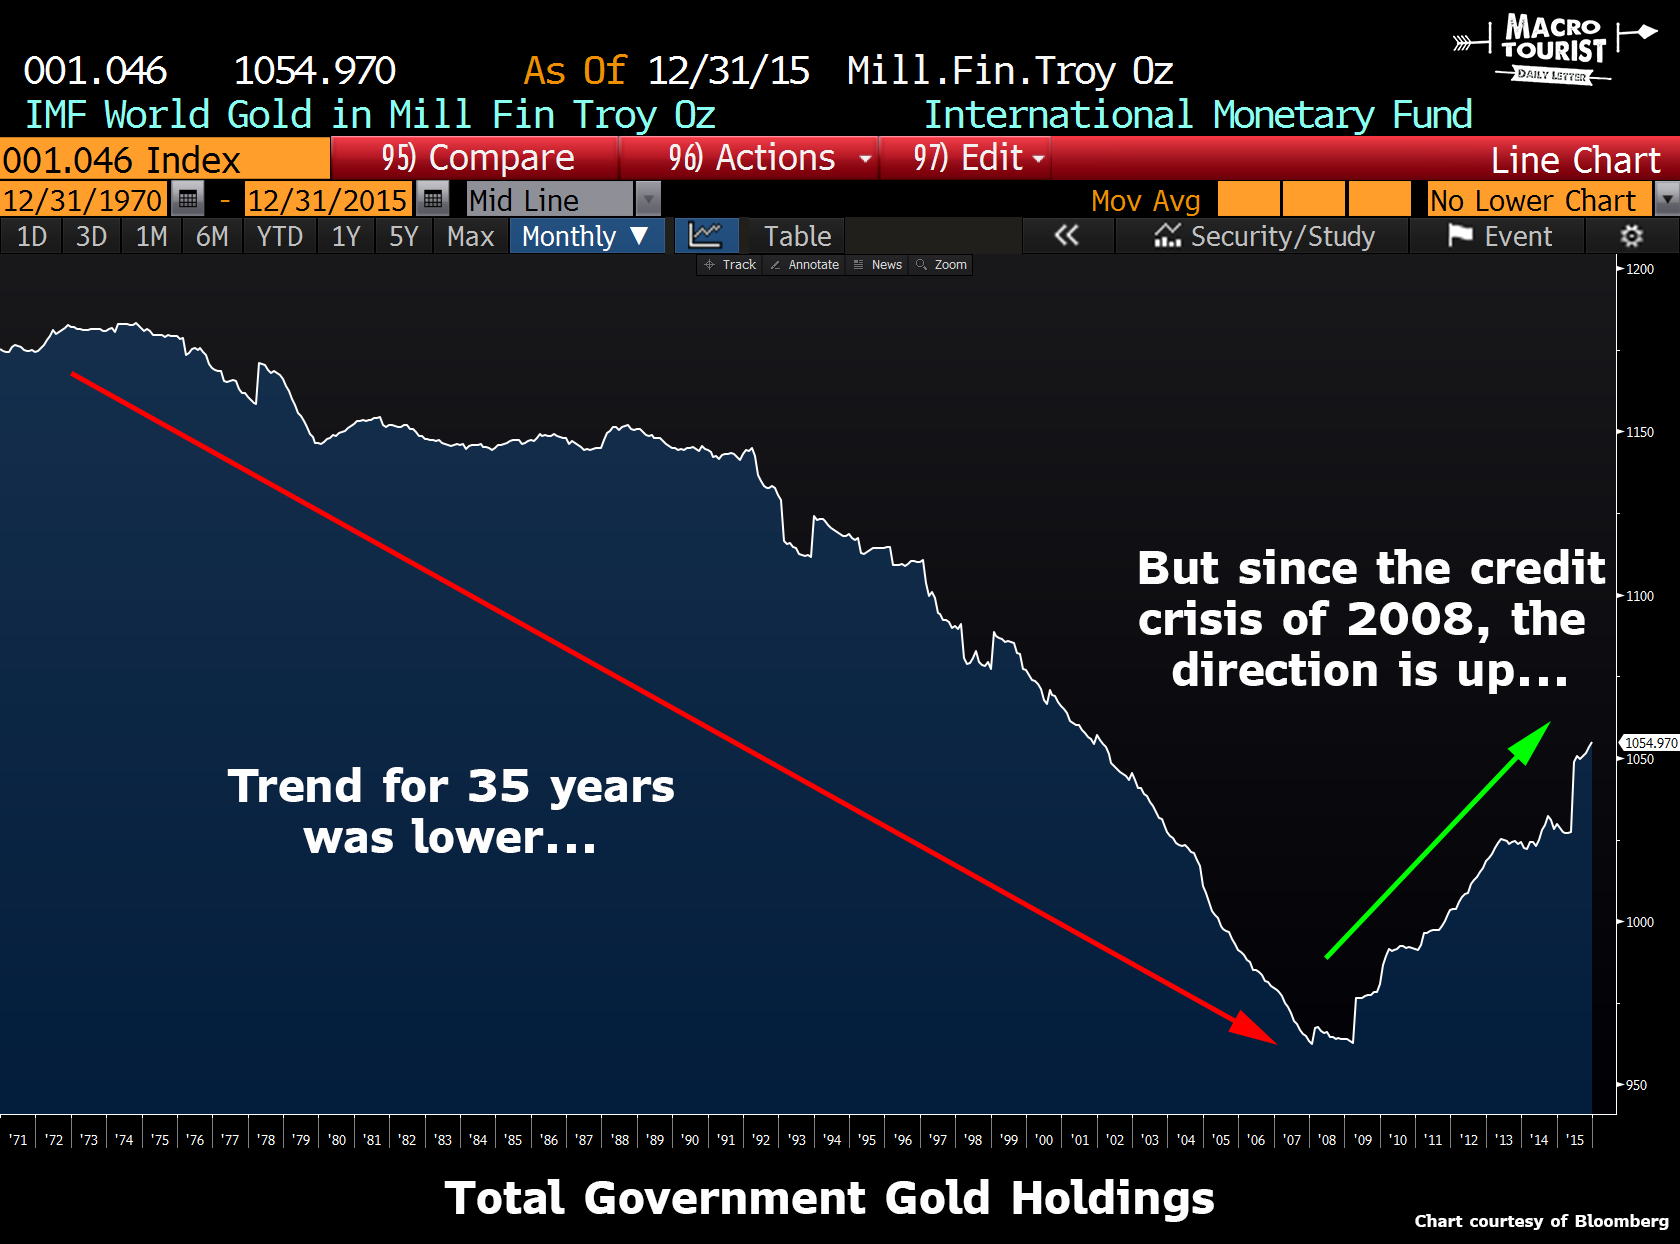 MACRO
TOURIST
DAILY LETTER
001.046 1054.970 As Of 12/31/15 Mill.Fin.Troy Oz
IMF World Gold in Mill Fin Troy Oz International Monetary Fund
001.046 Index 95) Compare 96) Actions 97) Edit Line Chart
12/31/1970 - 12/31/2015 Mid Line Mov Avg No Lower Chart
1D 3D 1M 6M YTD 1Y 5Y Max Monthly ▼ Table « Security/Study Event
Track Annotate News Zoom
1200
1150
But since the credit
crisis of 2008, the
direction is up...
1100
1054.970
1050
Trend for 35 years
was lower...
1000
950
'71 '72 '73 '74 '75 '76 '77 '78 '79 '80 '81 '82 '83 '84 '85 '86 '87 '88 '89 '90 '91 '92 '93 '94 '95 '96 '97 '98 '99 '00 '01 '02 '03 '04 '05 '06 '07 '08 '09 '10 '11 '12 '13 '14 '15
Total Government Gold Holdings
Chart courtesy of Bloomberg